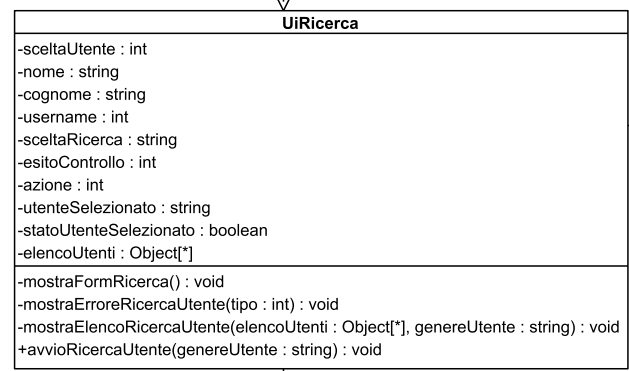 UiRicerca
-sceltaUtente : int
-nome : string
-cognome : string
-username : int
-sceltaRicerca : string
-esitoControllo : int
-azione : int
-utenteSelezionato : string
-statoUtenteSelezionato : boolean
-elencoUtenti : Object[*]
-mostraFormRicerca() : void
-mostraErroreRicercaUtente(tipo : int) : void
-mostraElencoRicercaUtente(elencoUtenti : Object[*], genereUtente : string) : void
+avvioRicercaUtente(genereUtente : string) : void